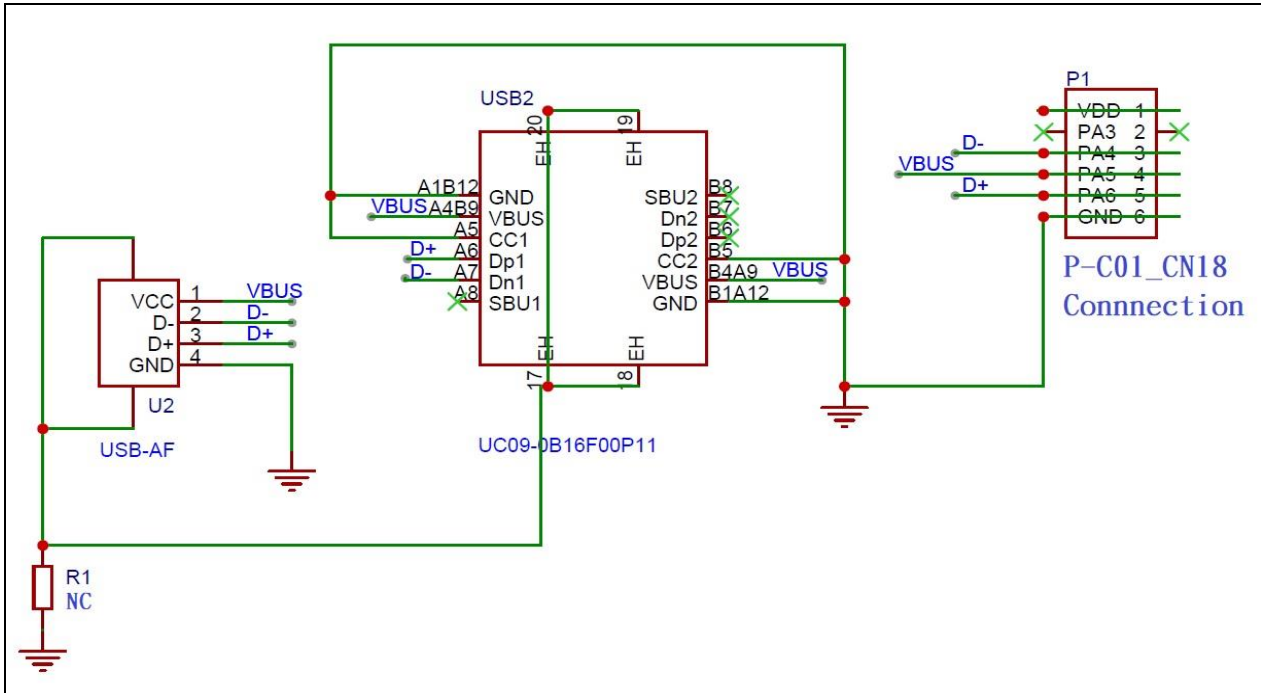 USB2
20
19
EH
EH
A1B12
GND
VBUS
A4B9
VBUS
A5
CC1
D+
A6
Dp1
D-
A7
Dn1
A8
SBU1
B8
SBU2
B7
Dn2
B6
Dp2
B5
CC2
B4A9
VBUS
VBUS
B1A12
GND
EH
EH
17
18
UC09-0B16F00P11
P1
VDD 1
PA3 2
D-
PA4 3
VBUS
PA5 4
D+
PA6 5
GND 6
P-C01_CN18
Connnection
VCC 1
VBUS
D- 2
D-
D+ 3
D+
GND 4
U2
USB-AF
R1
NC